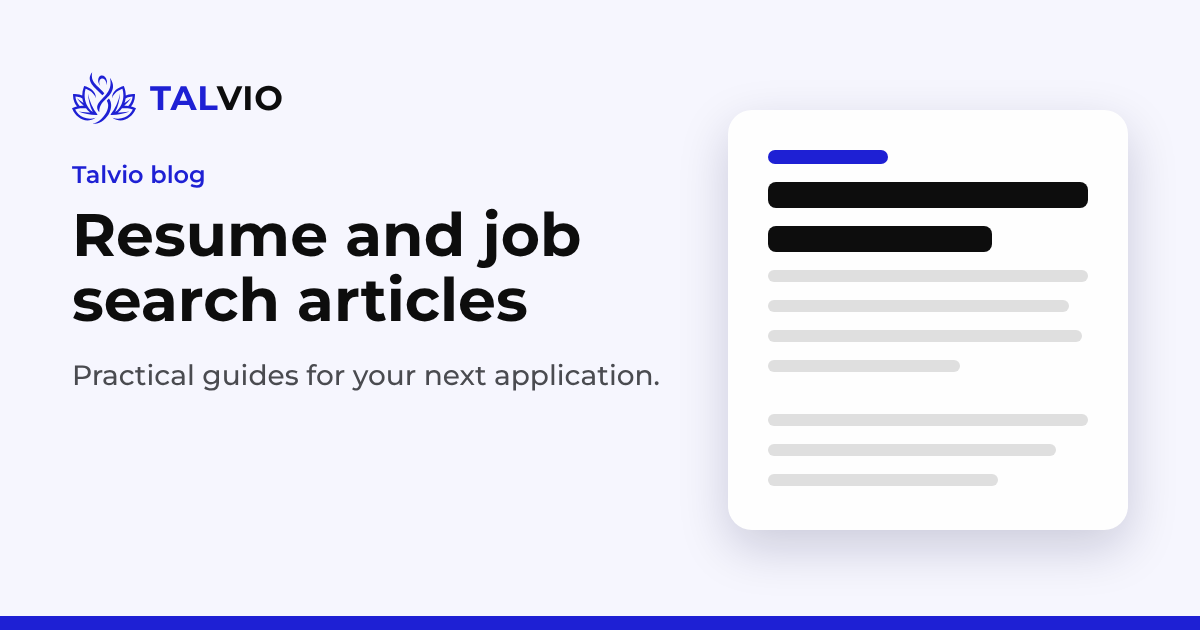 TALVIO
Talvio blog
Resume and job
search articles
Practical guides for your next application.